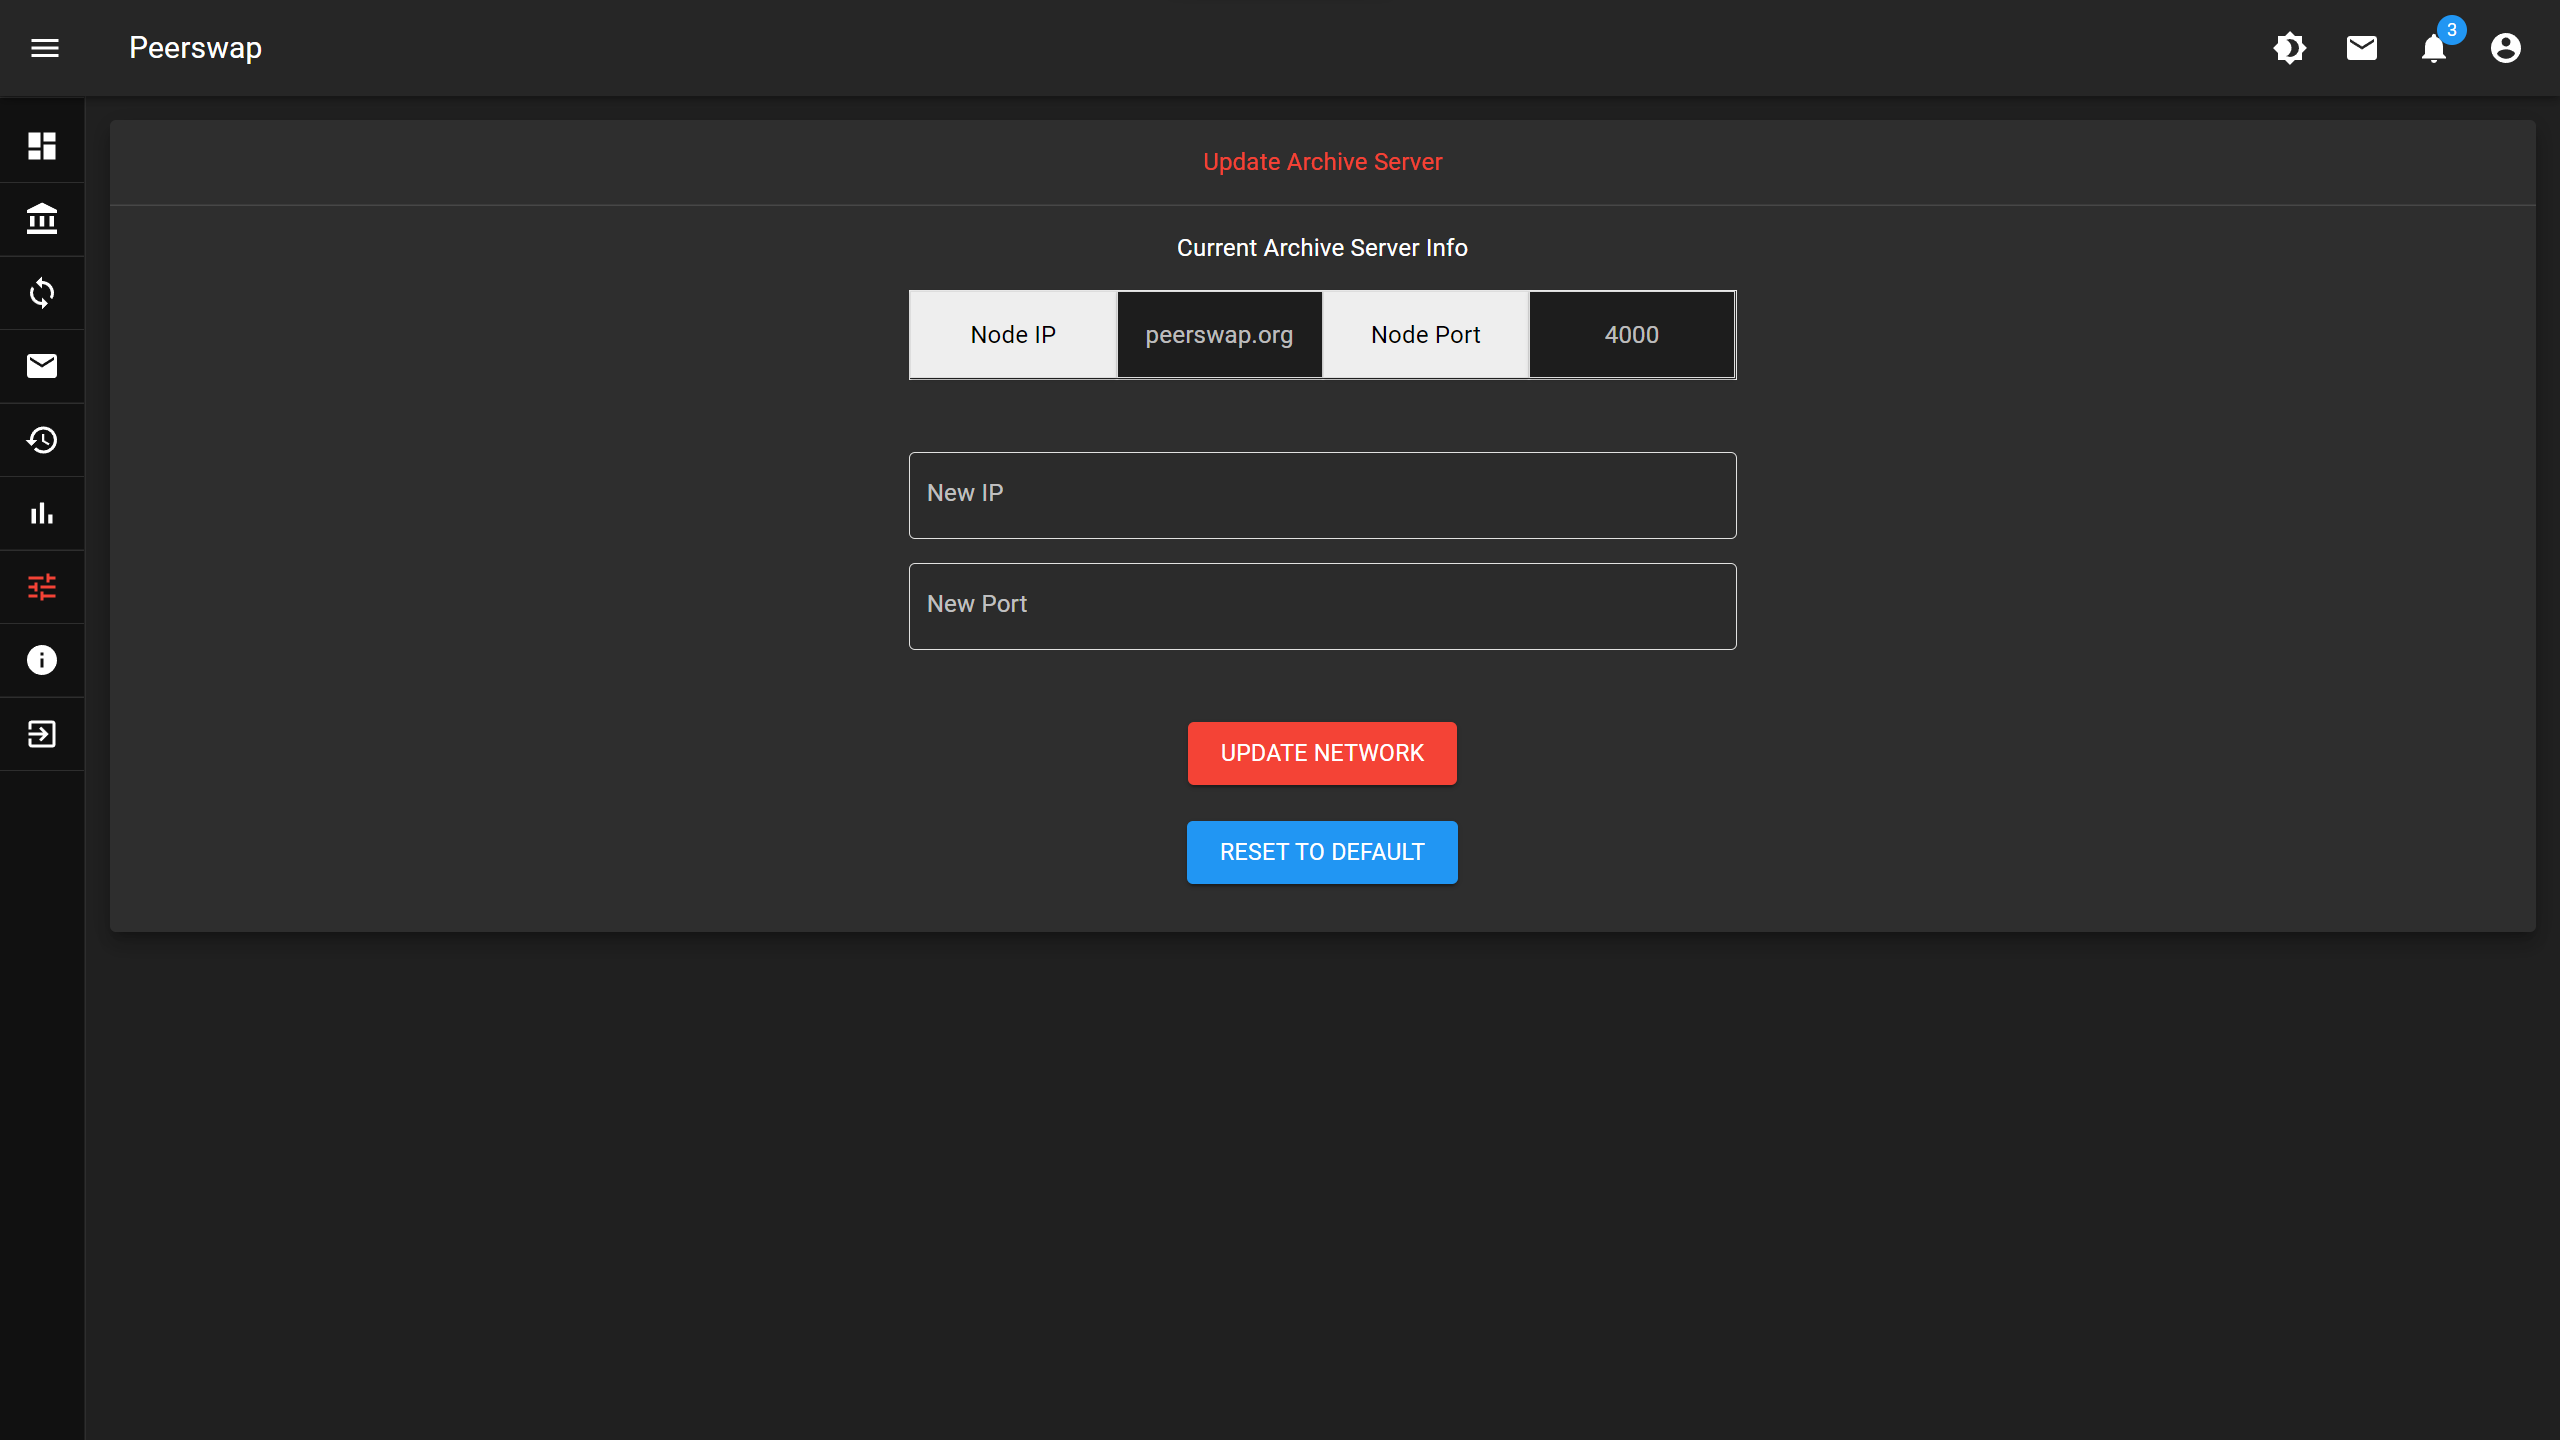 Peerswap
3
Update Archive Server
Current Archive Server Info
Node IP peerswap.org Node Port 4000
New IP
New Port
UPDATE NETWORK
RESET TO DEFAULT